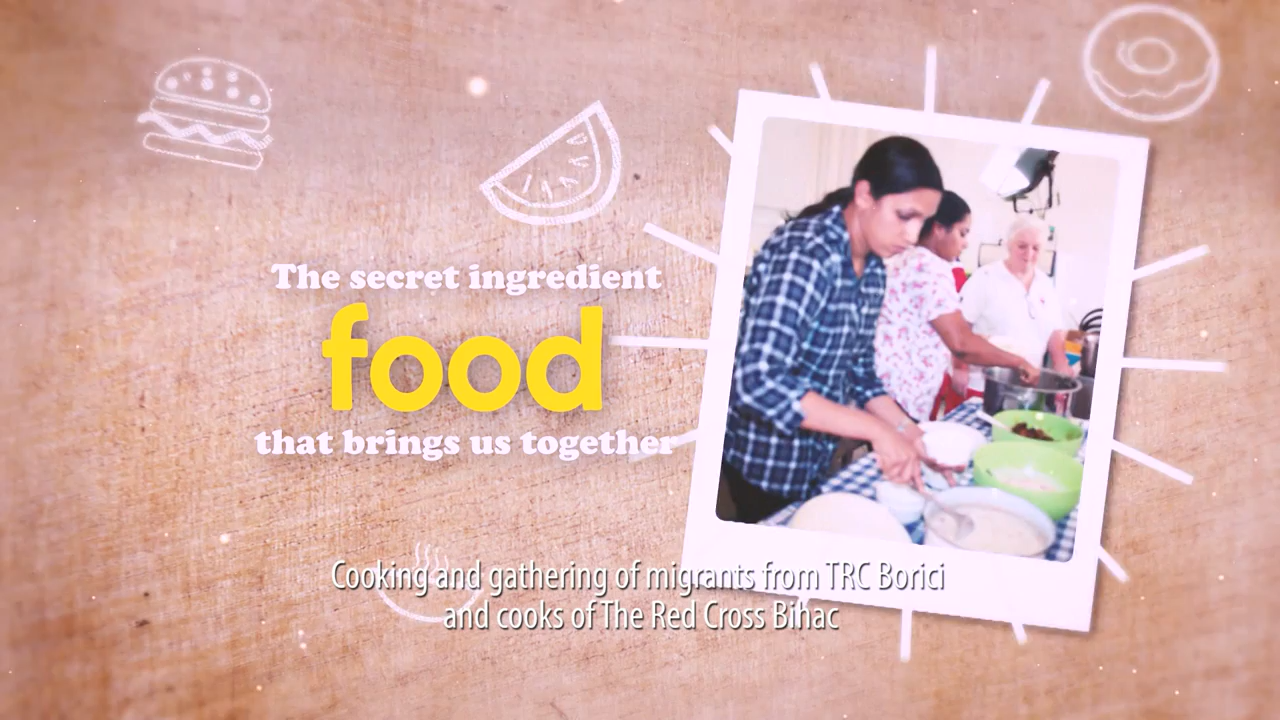 The secret ingredient
food
that brings us together
Cooking and gathering of migrants from TRC Borici
and cooks of The Red Cross Bihac